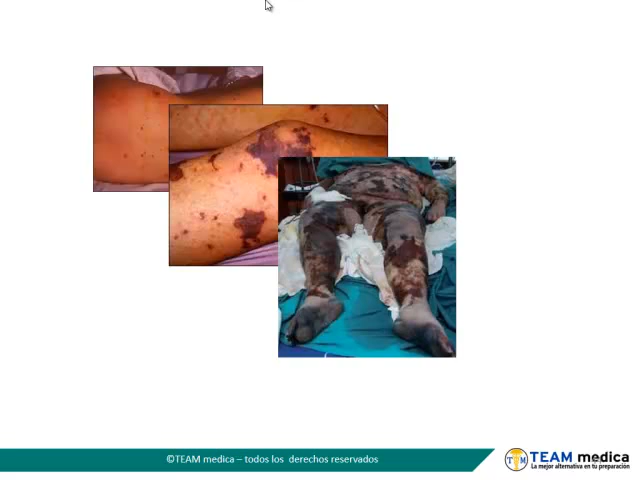 ©TEAM medica – todos los derechos reservados
TEAM medica
La mejor alternativa en tu preparación